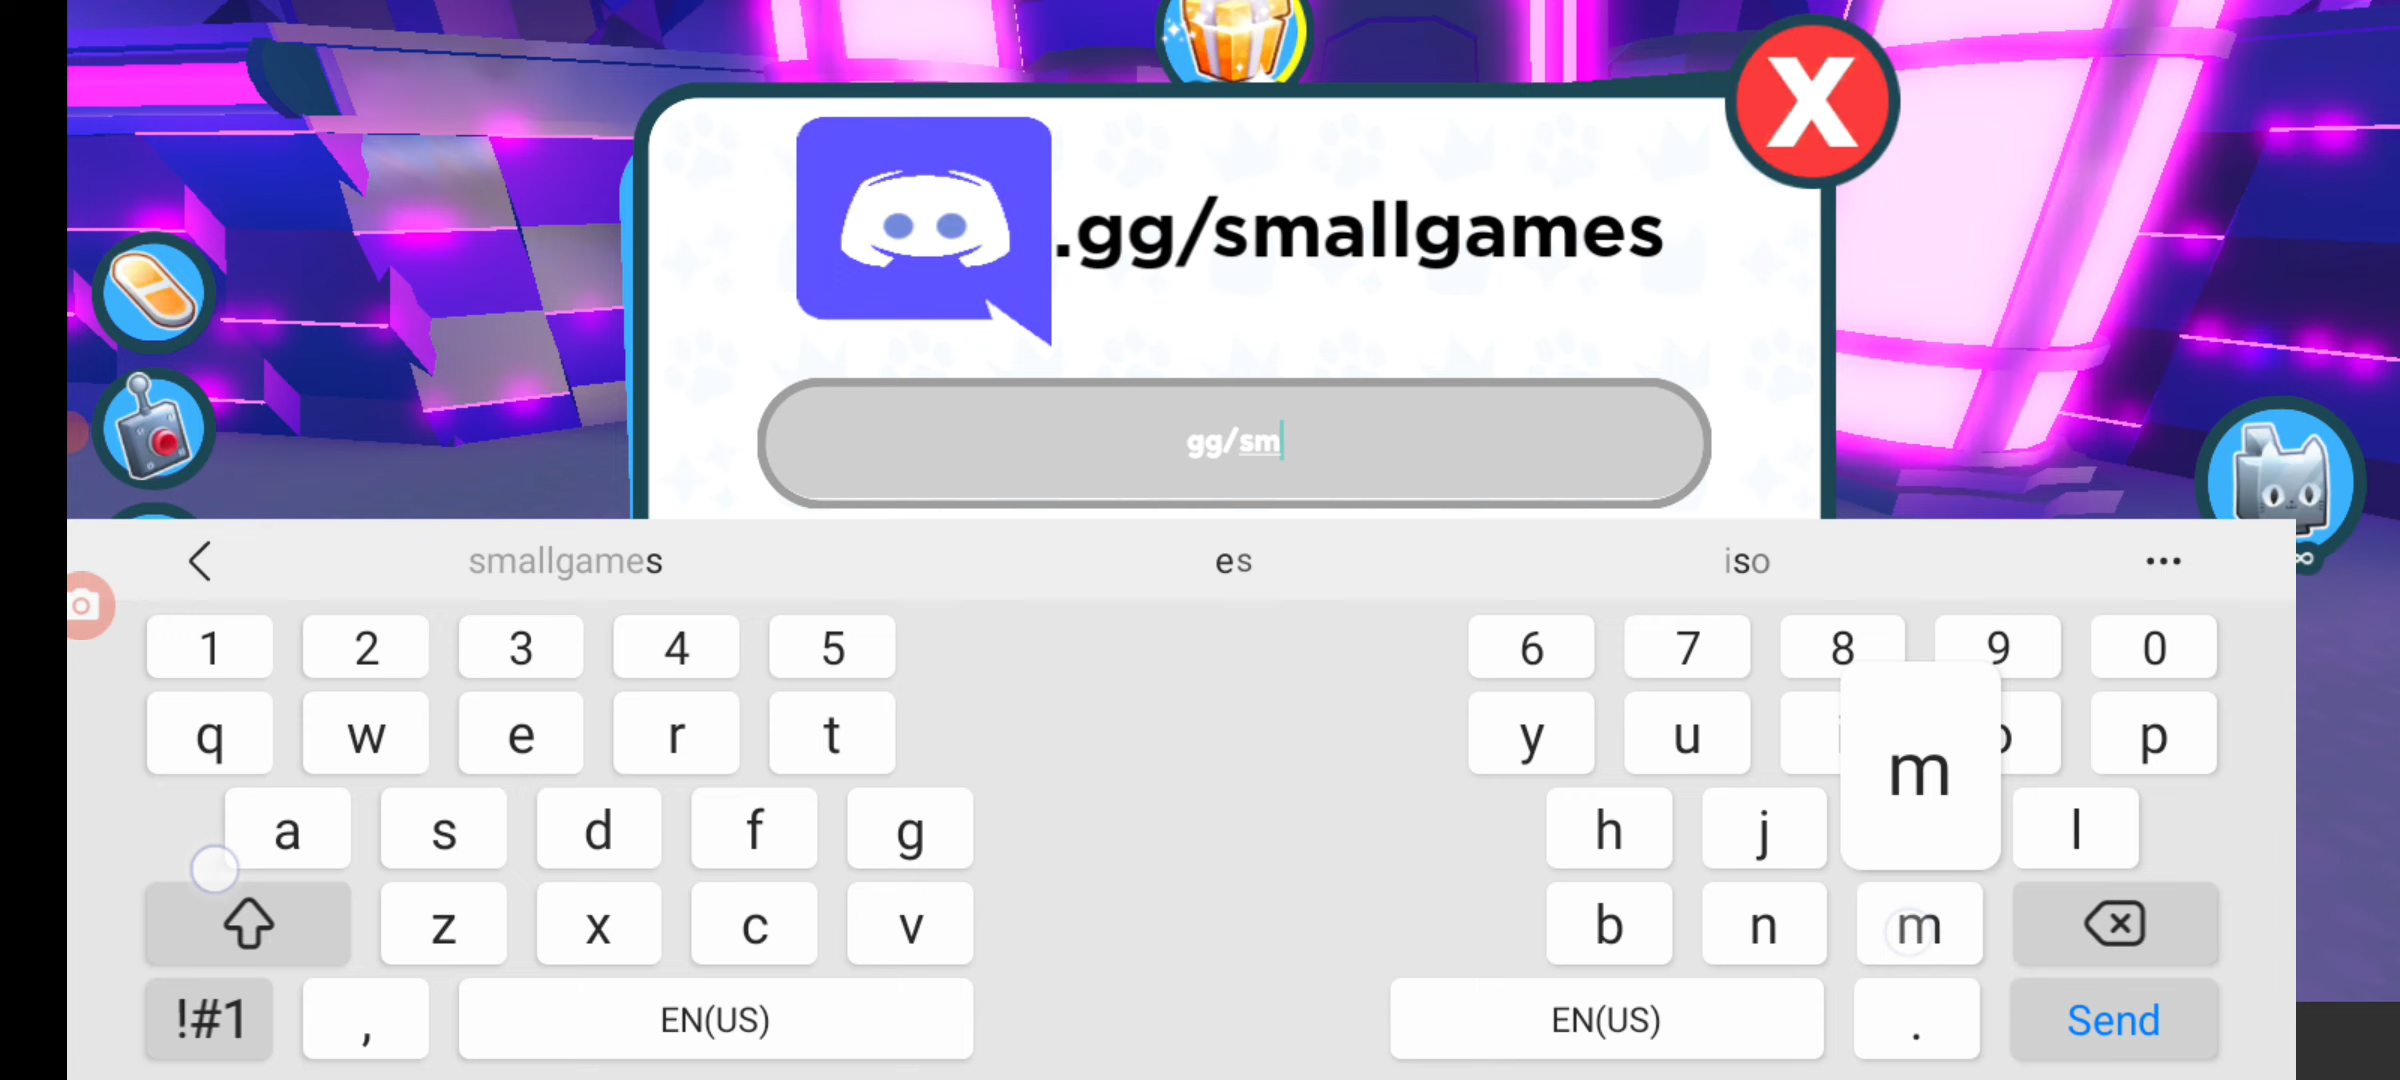 X
.gg/smallgames
gg/sm
∞
smallgames es iso
1 2 3 4 5 6 7 8 9 0
q w e r t y u i o p
m
a s d f g h j l
z x c v b n m
!#1 , EN(US) EN(US) . Send